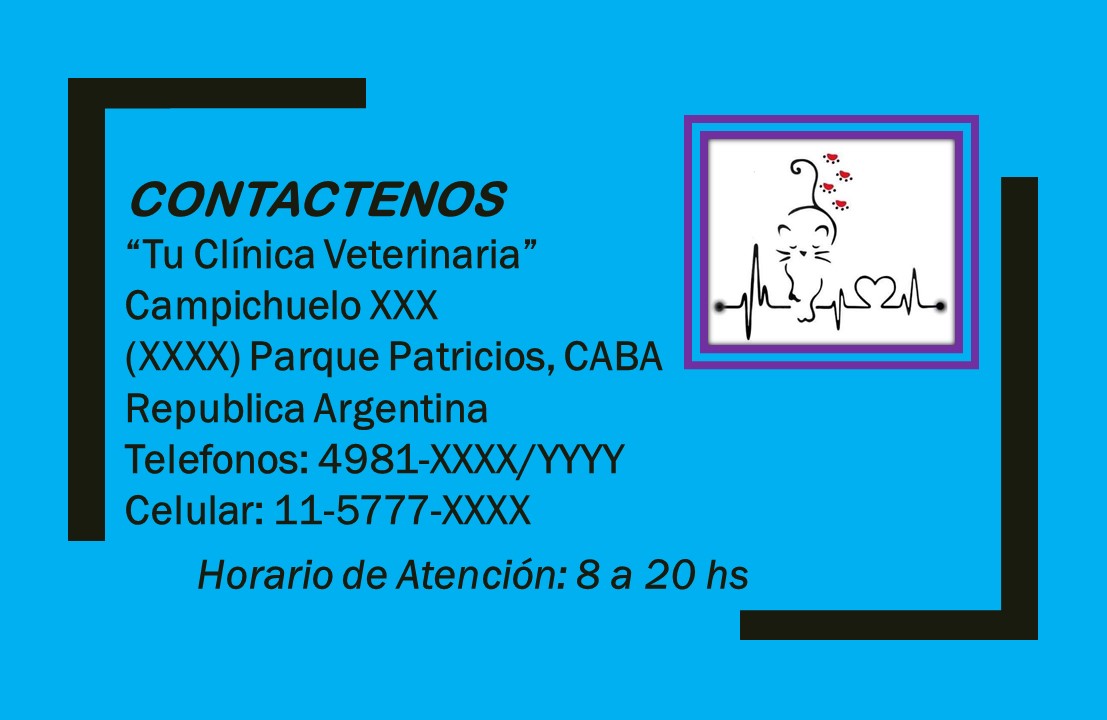 CONTACTENOS
“Tu Clínica Veterinaria”
Campichuelo XXX
(XXXX) Parque Patricios, CABA
Republica Argentina
Telefonos: 4981-XXXX/YYYY
Celular: 11-5777-XXXX
Horario de Atención: 8 a 20 hs